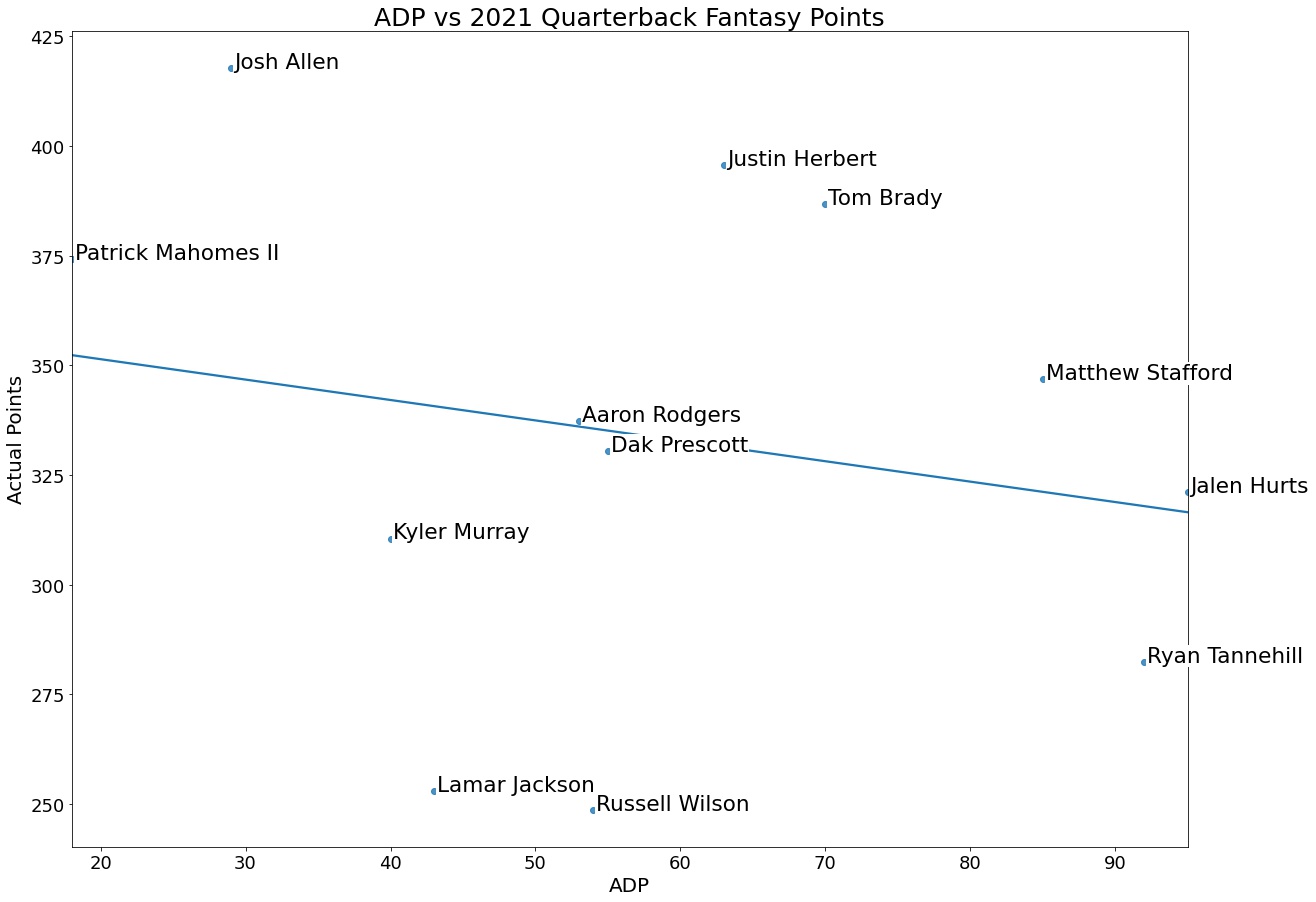 ADP vs 2021 Quarterback Fantasy Points
425
Josh Allen
400
Justin Herbert
Tom Brady
375
Patrick Mahomes II
350
Matthew Stafford
Actual Points
Aaron Rodgers
Dak Prescott
325
Jalen Hurts
Kyler Murray
300
Ryan Tannehill
275
Lamar Jackson
250
Russell Wilson
20 30 40 50 60 70 80 90
ADP